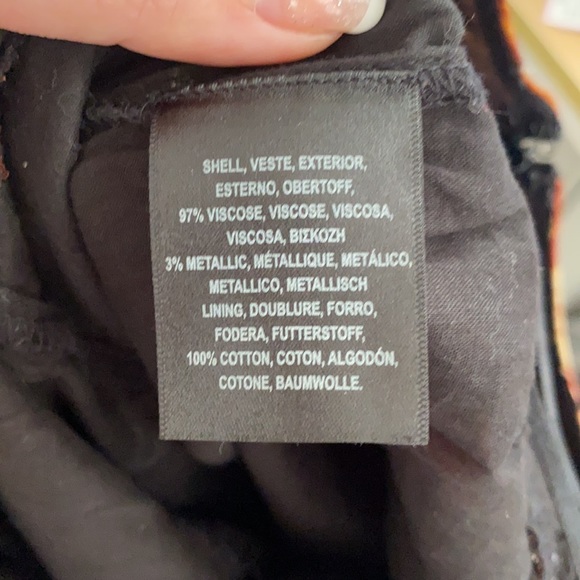 SHELL, VESTE, EXTERIOR,
ESTERNO, OBERTOFF,
97% VISCOSE, VISCOSE, VISCOSA,
VISCOSA, ΒΙΣΚΟΖΗ
3% METALLIC, MÉTALLIQUE, METÁLICO,
METALLICO, METALLISCH
LINING, DOUBLURE, FORRO,
FODERA, FUTTERSTOFF,
100% COTTON, COTON, ALGODÓN,
COTONE, BAUMWOLLE.